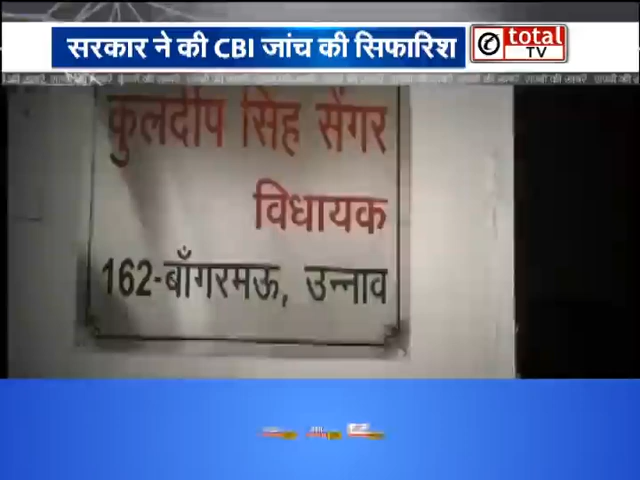 सरकार ने की CBI जांच की सिफारिश
total
TV
कुलदीप सिंह सेंगर
विधायक
162-बाँगरमऊ, उन्नाव